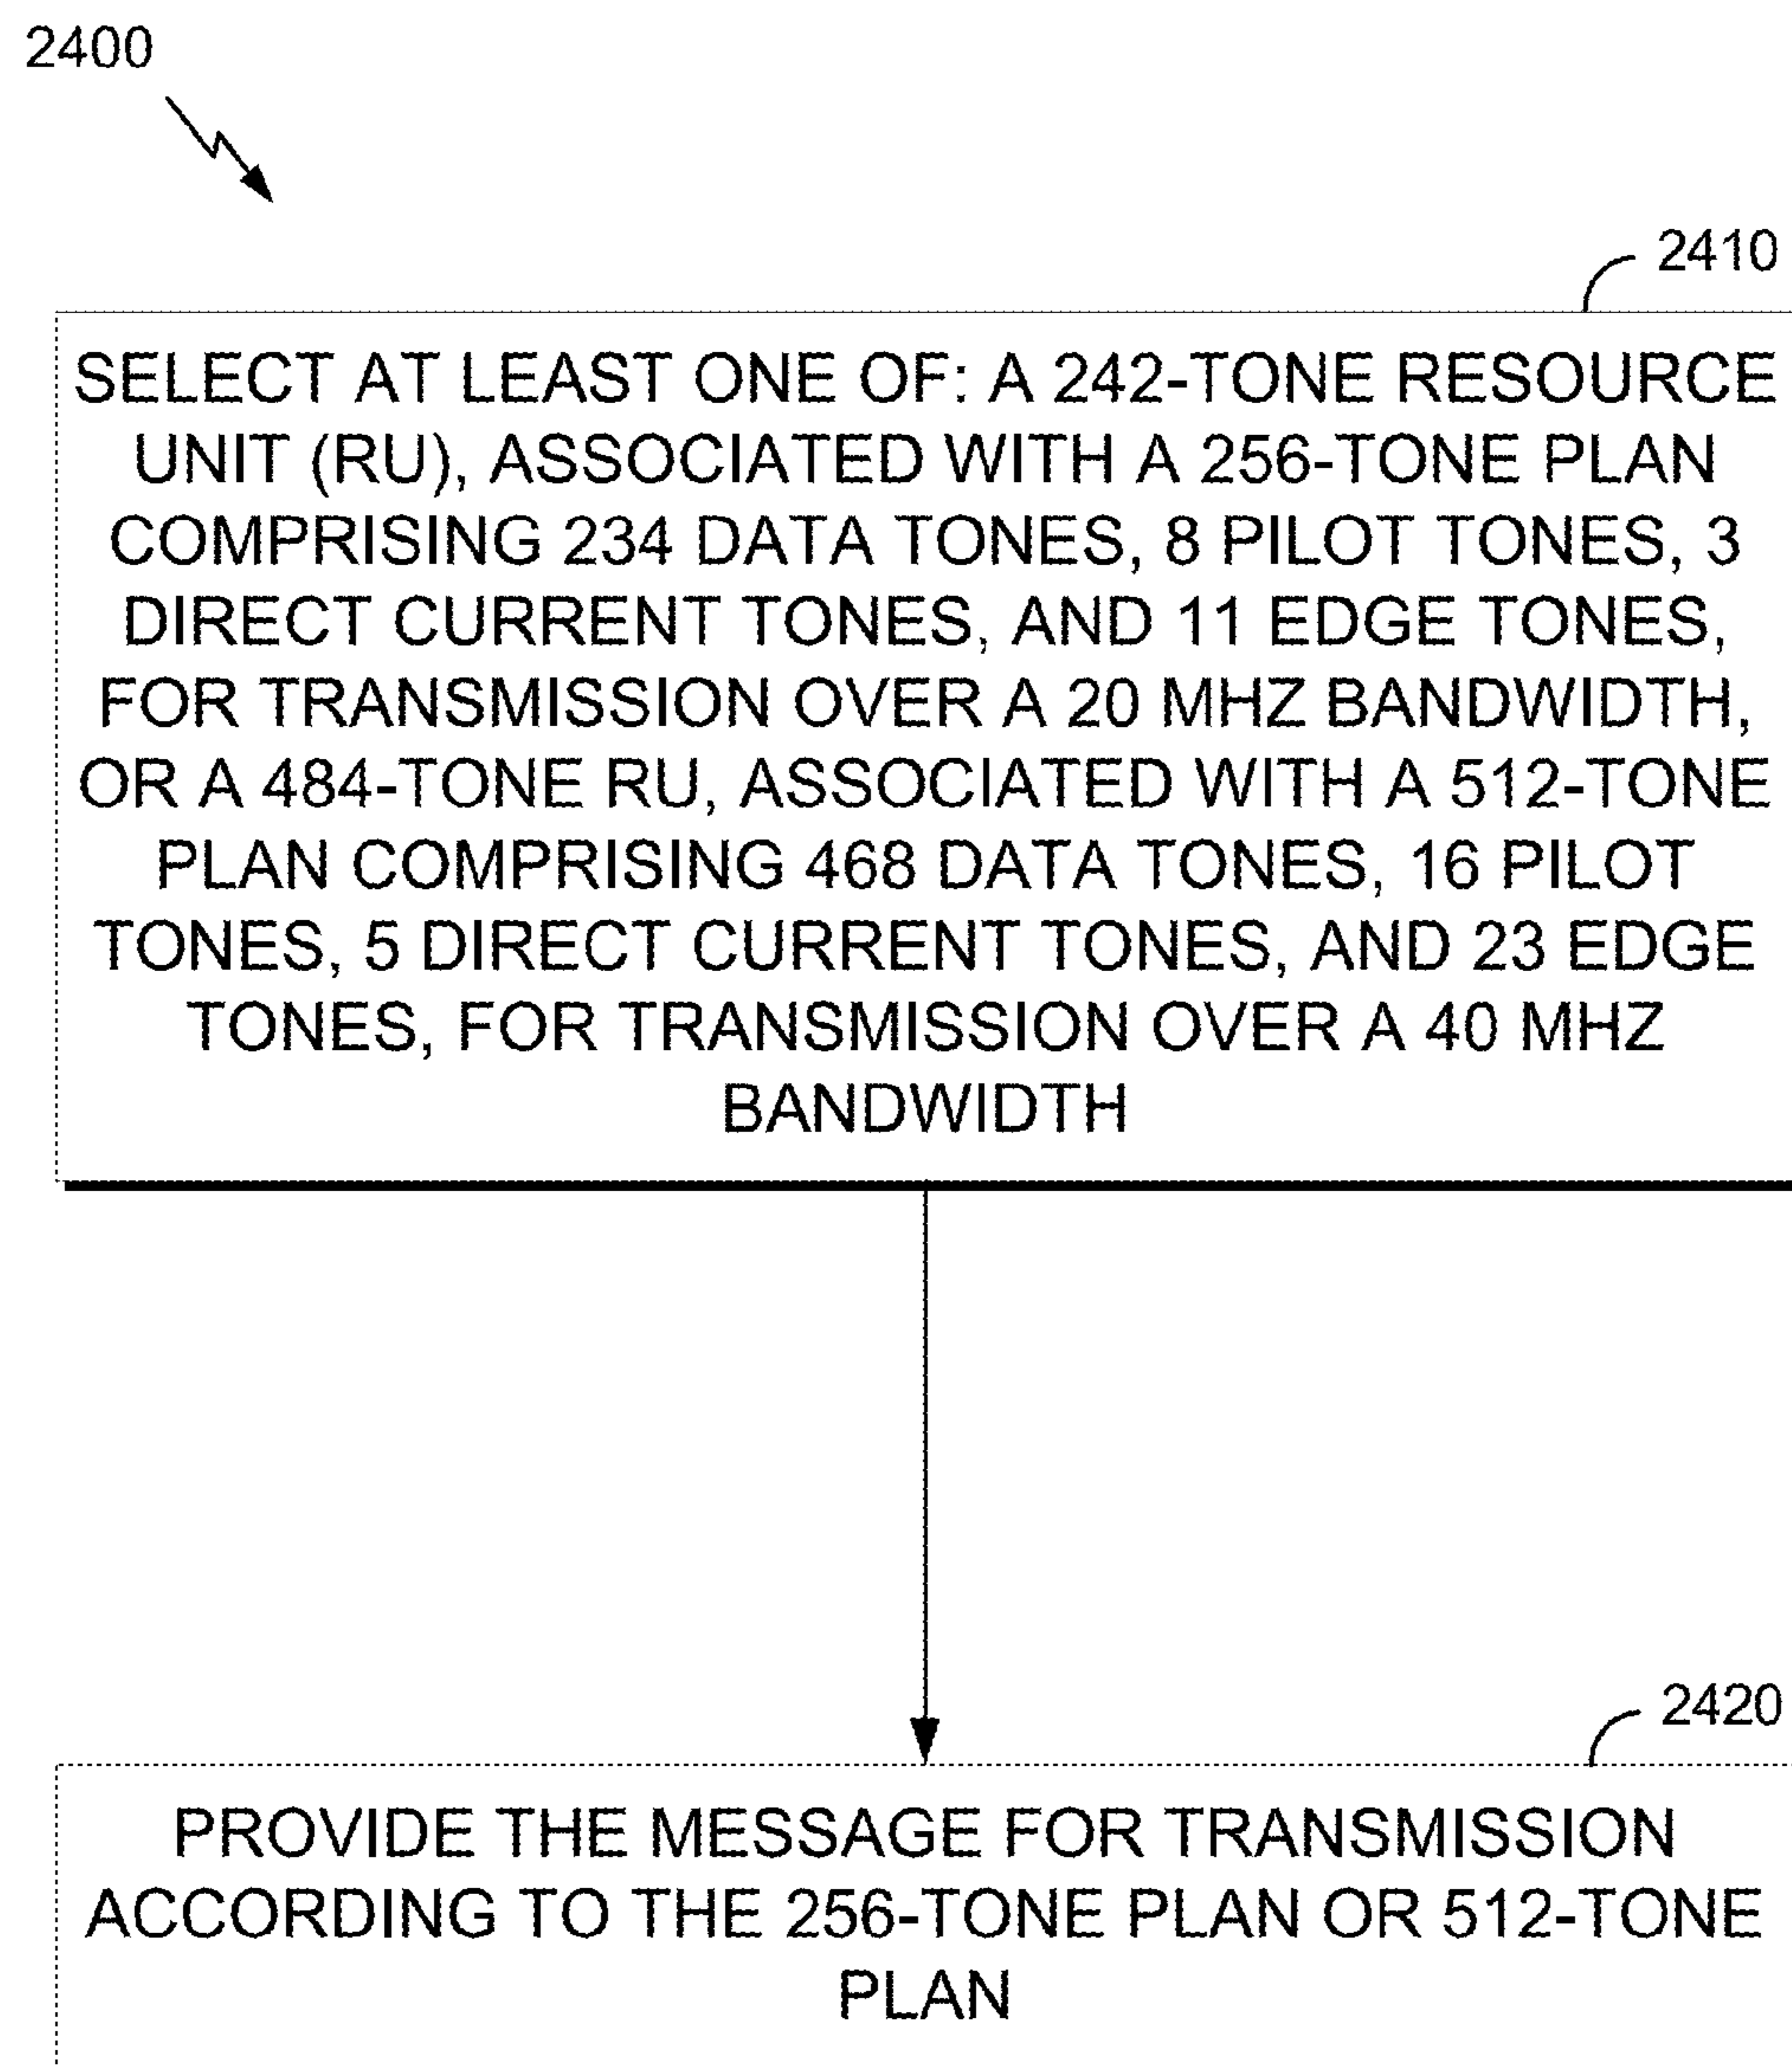 2400
2410
SELECT AT LEAST ONE OF: A 242-TONE RESOURCE
UNIT (RU), ASSOCIATED WITH A 256-TONE PLAN
COMPRISING 234 DATA TONES, 8 PILOT TONES, 3
DIRECT CURRENT TONES, AND 11 EDGE TONES,
FOR TRANSMISSION OVER A 20 MHZ BANDWIDTH,
OR A 484-TONE RU, ASSOCIATED WITH A 512-TONE
PLAN COMPRISING 468 DATA TONES, 16 PILOT
TONES, 5 DIRECT CURRENT TONES, AND 23 EDGE
TONES, FOR TRANSMISSION OVER A 40 MHZ
BANDWIDTH
2420
PROVIDE THE MESSAGE FOR TRANSMISSION
ACCORDING TO THE 256-TONE PLAN OR 512-TONE
PLAN